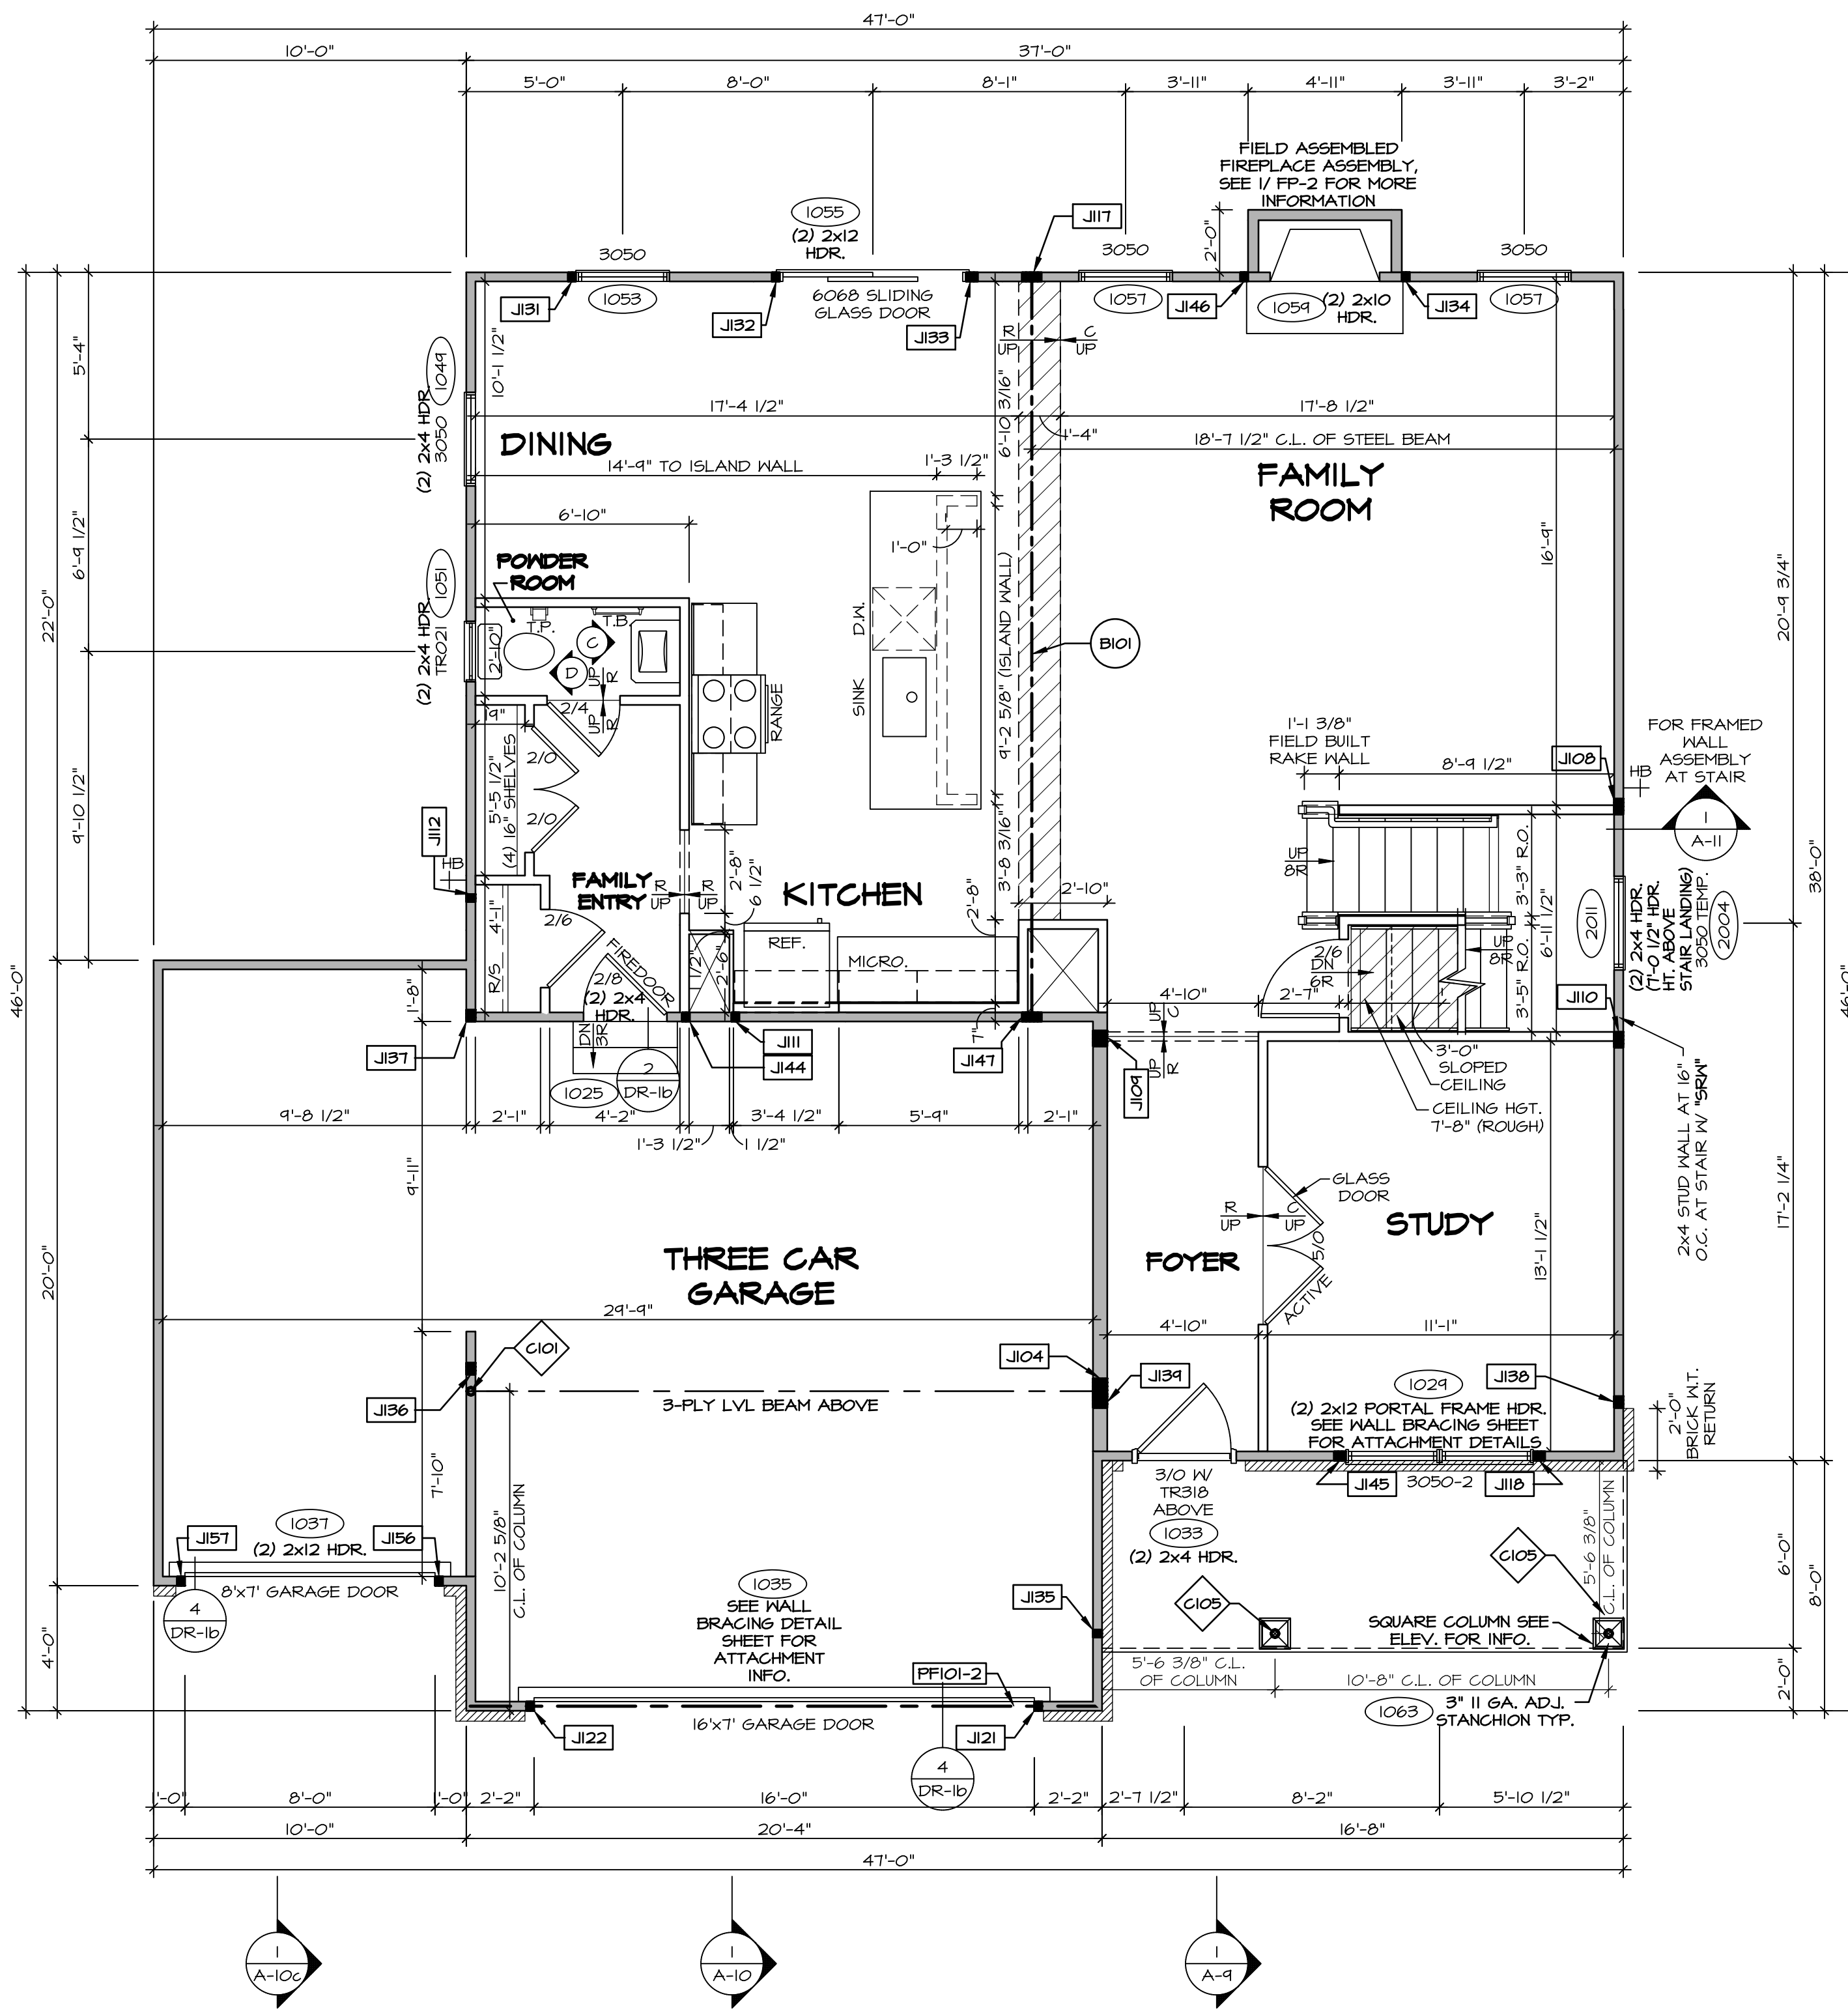 47'-0"
10'-0"
37'-0"
5'-0"
8'-0"
8'-1"
3'-11"
4'-11"
3'-11"
3'-2"
FIELD ASSEMBLED
FIREPLACE ASSEMBLY,
SEE 1/ FP-2 FOR MORE
INFORMATION
1055
(2) 2x12
HDR.
J117
2'-0"
3050
3050
3050
J131
1053
J132
6068 SLIDING
GLASS DOOR
J133
1057
J146
1059
(2) 2x10
HDR.
J134
1057
R
UP
C
UP
5'-4"
1049
(2) 2x4 HDR.
3050
10'-1 1/2"
17'-4 1/2"
6'-10 3/16"
1'-4"
17'-8 1/2"
18'-7 1/2" C.L. OF STEEL BEAM
DINING
14'-9" TO ISLAND WALL
1'-3 1/2"
FAMILY
ROOM
6'-10"
1'-0"
16'-9"
6'-9 1/2"
22'-0"
POWDER
ROOM
1051
(2) 2x4 HDR.
TR021
2'-10"
T.P.
T.B.
C
D
UP
R
UP
R
2/4
19"
D.W.
SINK
RANGE
9'-2 5/8" (ISLAND WALL)
B101
20'-9 3/4"
1'-1 3/8"
FIELD BUILT
RAKE WALL
8'-9 1/2"
J108
HB
FOR FRAMED
WALL
ASSEMBLY
AT STAIR
1
A-11
2/0
2/0
5'-5 1/2"
(4) 16" SHELVES
9'-10 1/2"
J112
HB
FAMILY
ENTRY
R
UP
R
UP
2'-8"
6 1/2"
KITCHEN
3'-8 3/16"
2'-8"
2'-10"
UP
8R
3'-3" R.O.
6'-11 1/2"
2011
(2) 2x4 HDR.
(7'-0 1/2" HDR.
HT. ABOVE
STAIR LANDING)
3050 TEMP.
2004
38'-0"
46'-0"
46'-0"
4'-1"
R/S
2/6
FIREDOOR
2/8
(2) 2x4
HDR.
2'-6"
REF.
MICRO.
7"
2/6
DN
6R
UP
8R
3'-5" R.O.
J110
4'-10"
2'-7"
UP
C
UP
R
1'-8"
J137
DN
3R
J111
J144
J147
J109
3'-0"
SLOPED
CEILING
CEILING HGT.
7'-8" (ROUGH)
1025
2
DR-1b
9'-8 1/2"
2'-1"
4'-2"
1'-3 1/2"
1 1/2"
3'-4 1/2"
5'-9"
2'-1"
9'-11"
2x4 STUD WALL AT 16"
O.C. AT STAIR W/ "SRW"
17'-2 1/4"
GLASS
DOOR
R
UP
C
UP
5/0
ACTIVE
STUDY
FOYER
13'-1 1/2"
THREE CAR
GARAGE
20'-0"
29'-9"
4'-10"
11'-1"
C101
J104
J139
J136
3-PLY LVL BEAM ABOVE
1029
J138
(2) 2x12 PORTAL FRAME HDR.
SEE WALL BRACING SHEET
FOR ATTACHMENT DETAILS
2'-0"
BRICK W.T.
RETURN
J145
3050-2
J118
3/0 W/
TR318
ABOVE
1033
(2) 2x4 HDR.
7'-10"
10'-2 5/8"
C.L. OF COLUMN
J157
1037
(2) 2x12 HDR.
J156
8'x7' GARAGE DOOR
4
DR-1b
1035
SEE WALL
BRACING DETAIL
SHEET FOR
ATTACHMENT
INFO.
J135
C105
C105
5'-6 3/8"
C.L. OF COLUMN
SQUARE COLUMN SEE
ELEV. FOR INFO.
6'-0"
8'-0"
2'-0"
4'-0"
PF101-2
5'-6 3/8" C.L.
OF COLUMN
10'-8" C.L. OF COLUMN
1063
3" 11 GA. ADJ.
STANCHION TYP.
J122
16'x7' GARAGE DOOR
J121
4
DR-1b
1'-0"
8'-0"
1'-0"
2'-2"
16'-0"
2'-2"
2'-7 1/2"
8'-2"
5'-10 1/2"
10'-0"
20'-4"
16'-8"
47'-0"
1
A-10c
1
A-10
1
A-9